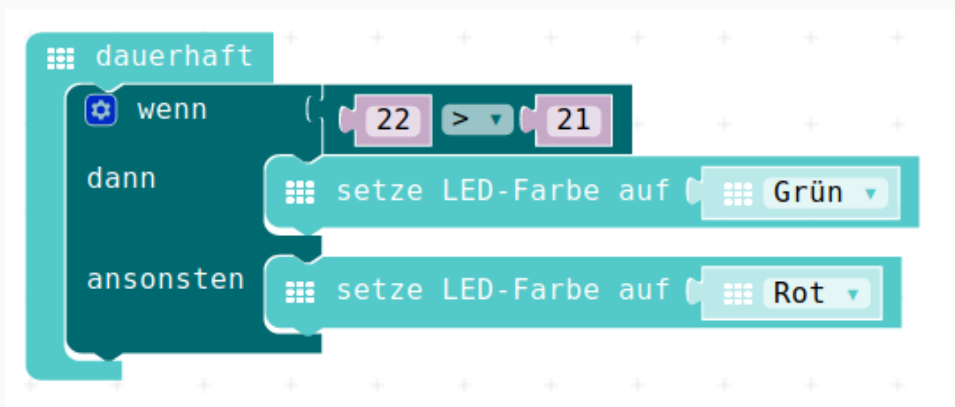 dauerhaft
wenn 22 > 21
dann setze LED-Farbe auf Grün
ansonsten setze LED-Farbe auf Rot